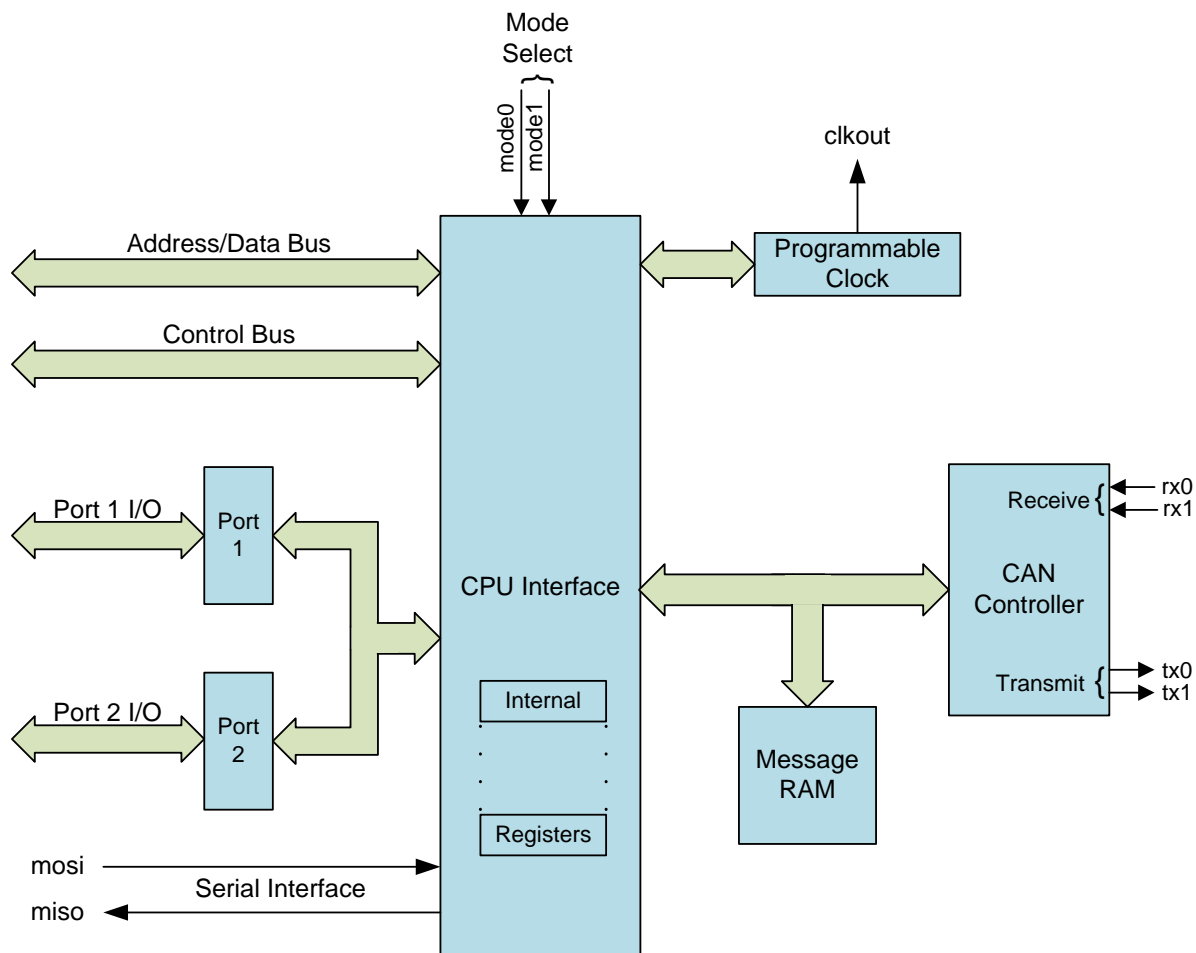 Mode
Select
mode0
mode1
clkout
Address/Data Bus
Programmable
Clock
Control Bus
Port 1 I/O
Port
1
Receive {
rx0
rx1
CPU Interface
CAN
Controller
Transmit {
tx0
tx1
Port 2 I/O
Port
2
Internal
Message
RAM
Registers
mosi
Serial Interface
miso